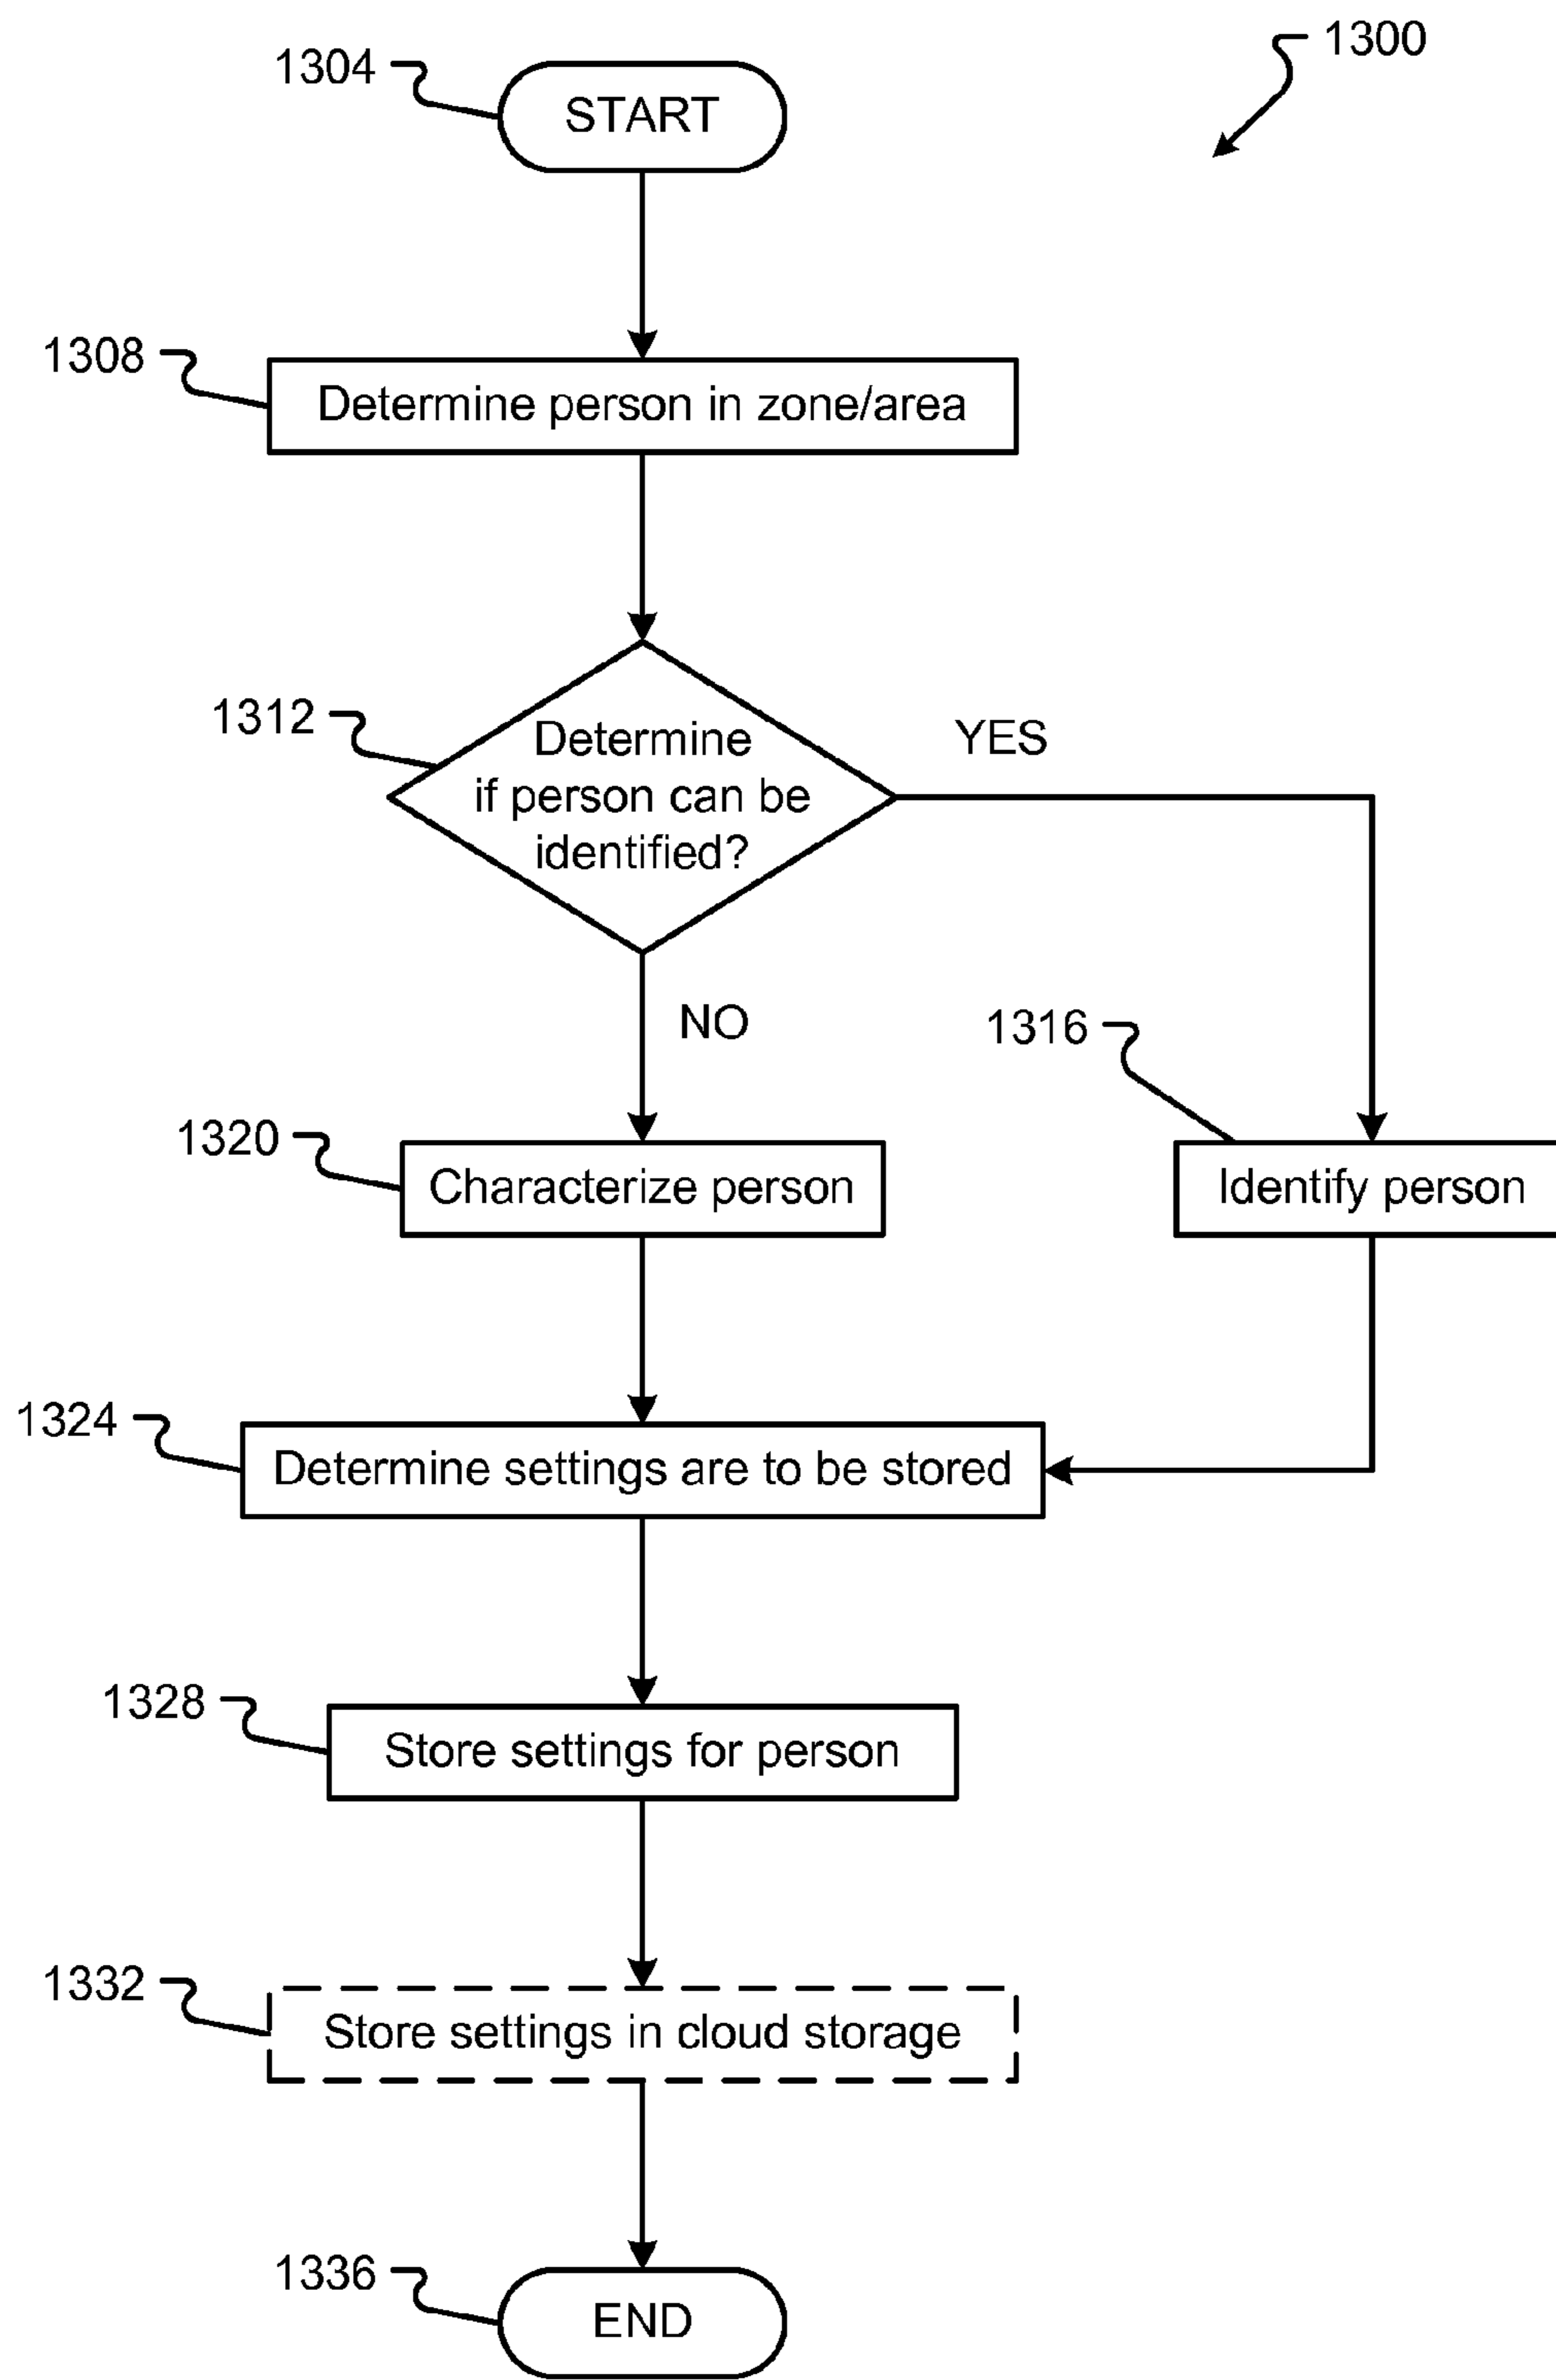 1300
1304
START
1308
Determine person in zone/area
1312
Determine
if person can be
identified?
YES
NO
1316
1320
Characterize person
Identify person
1324
Determine settings are to be stored
1328
Store settings for person
1332
Store settings in cloud storage
1336
END